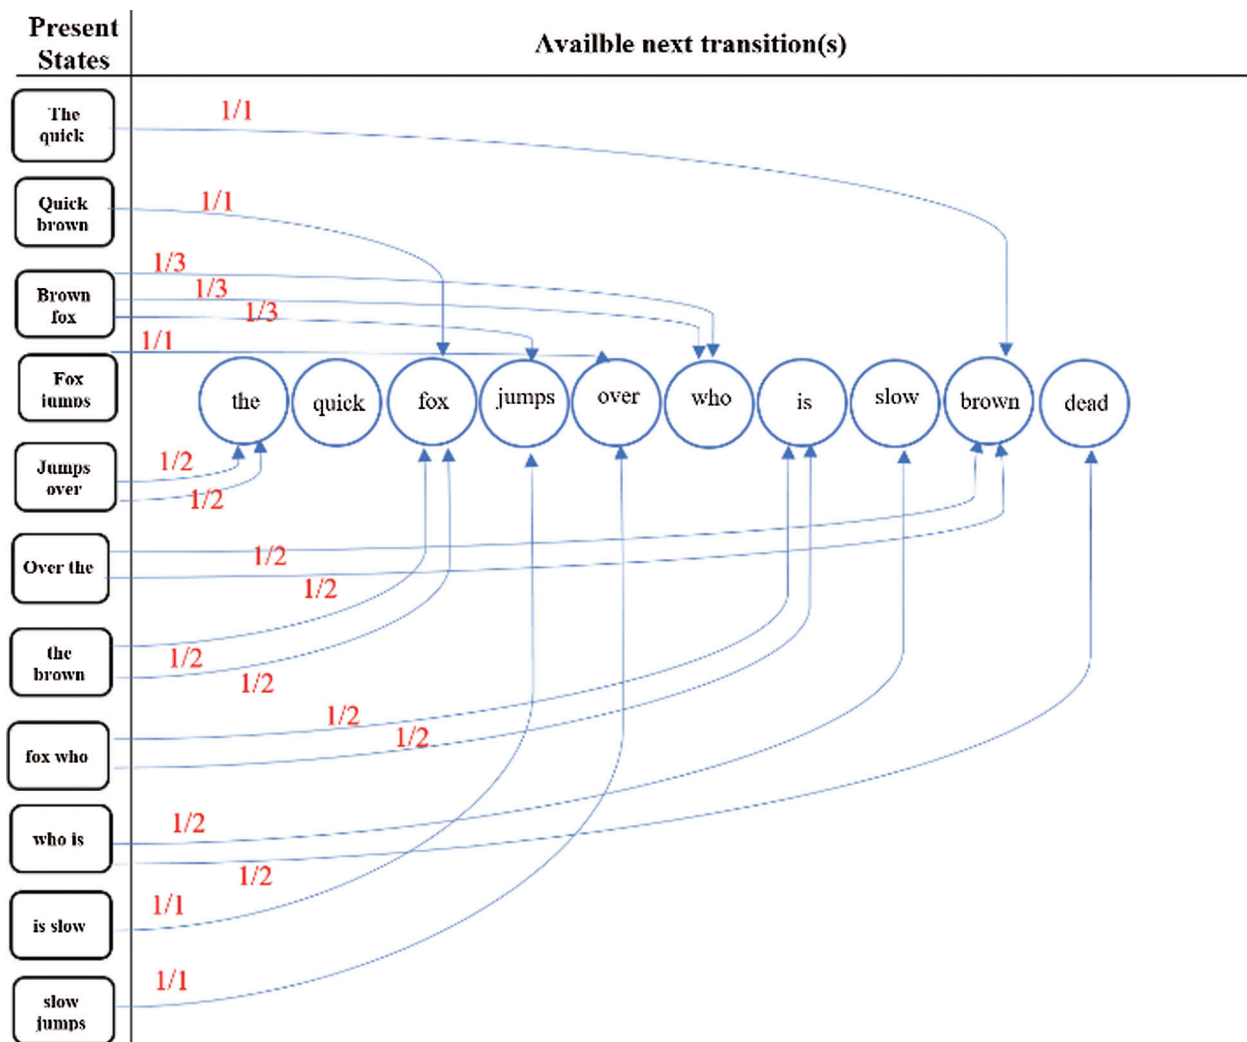 Present
States
Availble next transition(s)
The
quick
1/1
Quick
brown
1/1
Brown
fox
1/3
1/3
1/3
Fox
jumps
1/1
the
quick
fox
jumps
over
who
is
slow
brown
dead
Jumps
over
1/2
1/2
Over the
1/2
1/2
the
brown
1/2
1/2
fox who
1/2
1/2
who is
1/2
1/2
is slow
1/1
slow
jumps
1/1